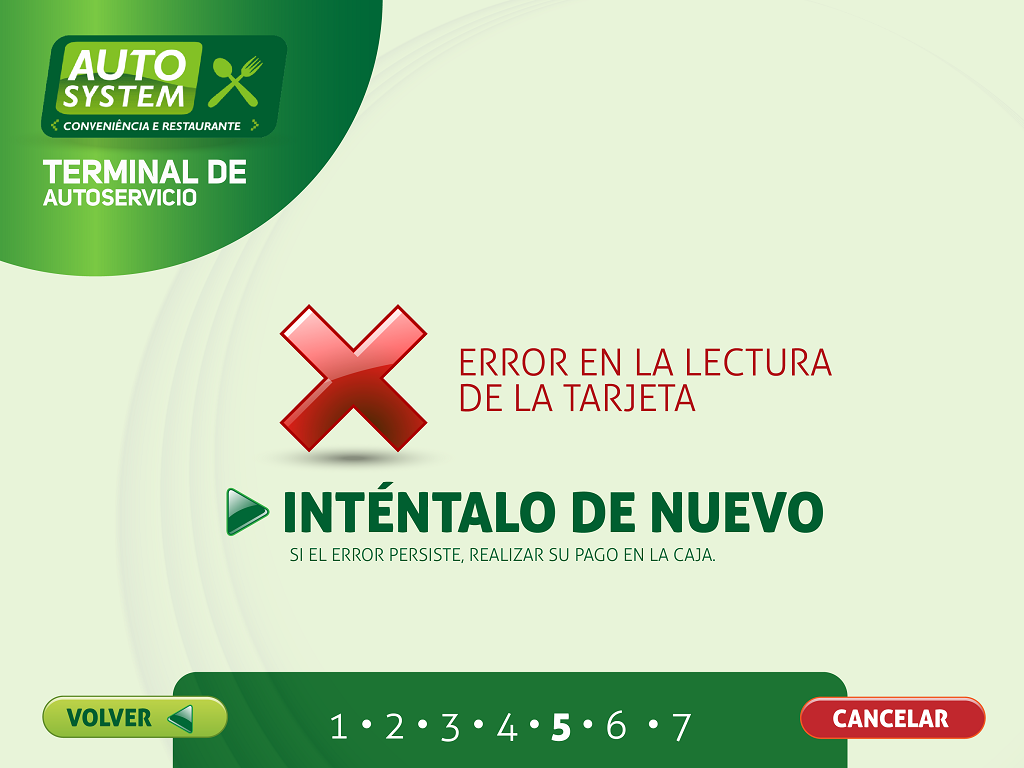 AUTO
SYSTEM
CONVENIÊNCIA E RESTAURANTE
TERMINAL DE
AUTOSERVICIO
ERROR EN LA LECTURA
DE LA TARJETA
INTÉNTALO DE NUEVO
SI EL ERROR PERSISTE, REALIZAR SU PAGO EN LA CAJA.
VOLVER
1 • 2 • 3 • 4 • 5 • 6 • 7
CANCELAR